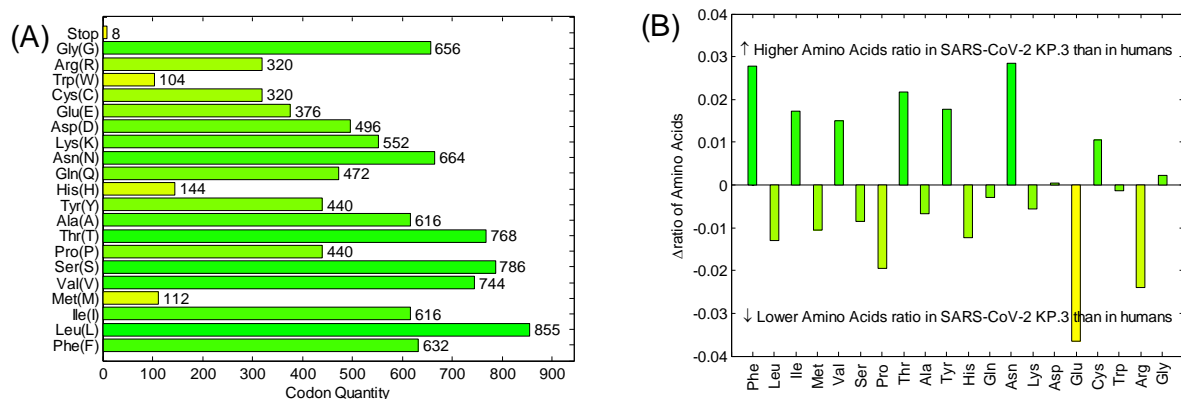 (A)
Stop 8
Gly(G) 656
Arg(R) 320
Trp(W) 104
Cys(C) 320
Glu(E) 376
Asp(D) 496
Lys(K) 552
Asn(N) 664
Gln(Q) 472
His(H) 144
Tyr(Y) 440
Ala(A) 616
Thr(T) 768
Pro(P) 440
Ser(S) 786
Val(V) 744
Met(M) 112
Ile(I) 616
Leu(L) 855
Phe(F) 632
0 100 200 300 400 500 600 700 800 900
Codon Quantity
(B)
0.04
0.03
0.02
0.01
0
-0.01
-0.02
-0.03
-0.04
Δratio of Amino Acids
↑ Higher Amino Acids ratio in SARS-CoV-2 KP.3 than in humans
↓ Lower Amino Acids ratio in SARS-CoV-2 KP.3 than in humans
Phe Leu Ile Met Val Ser Pro Thr Ala Tyr His Gln Asn Lys Asp Glu Cys Trp Arg Gly